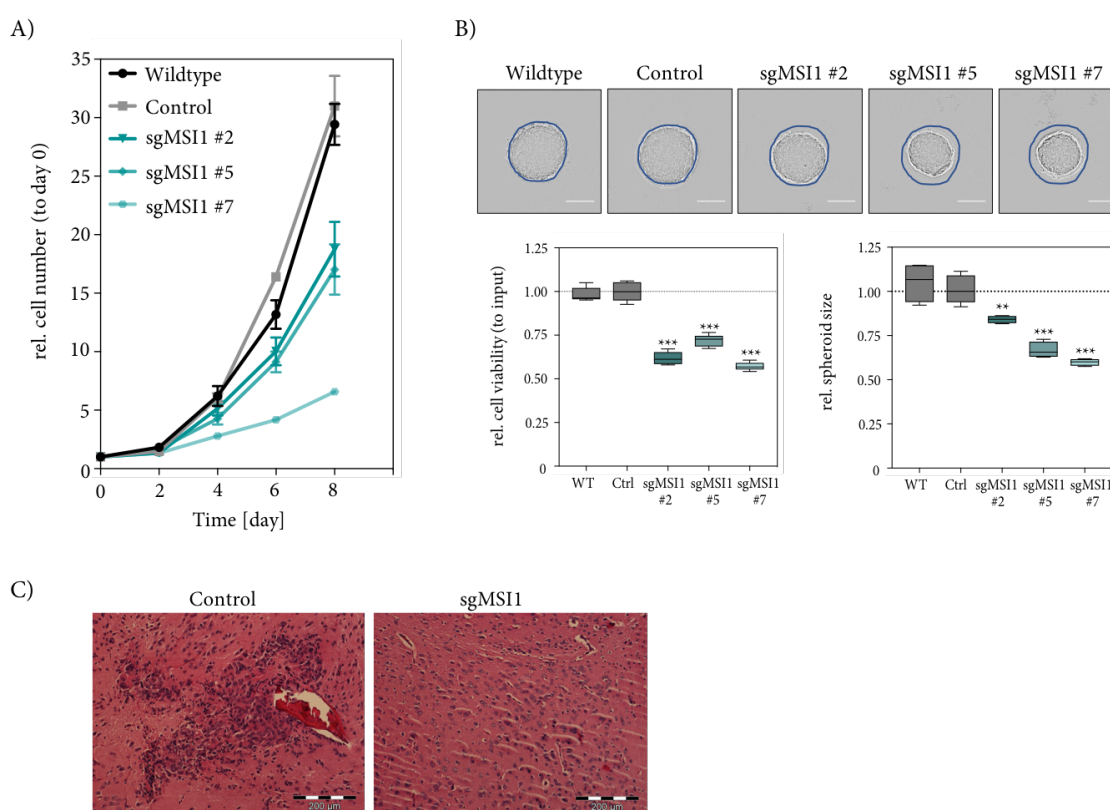 A)
rel. cell number (to day 0)
35
30
25
20
15
10
5
0
0 2 4 6 8
Time [day]
Wildtype
Control
sgMSI1 #2
sgMSI1 #5
sgMSI1 #7
B)
Wildtype Control sgMSI1 #2 sgMSI1 #5 sgMSI1 #7
rel. cell viability (to input)
1.25
1.00
0.75
0.50
0.25
0
*** *** ***
WT Ctrl sgMSI1 sgMSI1 sgMSI1
#2 #5 #7
rel. spheroid size
1.25
1.00
0.75
0.50
0.25
0
** *** ***
WT Ctrl sgMSI1 sgMSI1 sgMSI1
#2 #5 #7
C)
Control sgMSI1
200 µm 200 µm